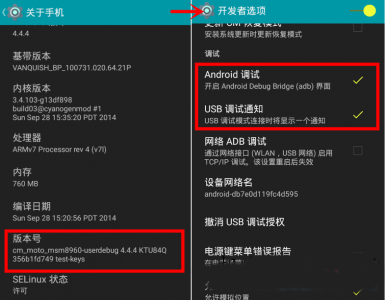 关于手机
4.4.4
基带版本
VANQUISH_BP_100731.020.64.21P
内核版本
3.4.103-g13df898
build03@cyanogenmod #1
Sun Sep 28 15:35:20 PDT 2014
处理器
ARMv7 Processor rev 4 (v7l)
内存
760 MB
编译日期
Sun Sep 28 15:20:56 PDT 2014
版本号
cm_moto_msm8960-userdebug 4.4.4 KTU84Q
356b1fd749 test-keys
SELinux 状态
许可
开发者选项
更新 CM 恢复模式
安装系统更新时更新恢复模式
调试
Android 调试
开启 Android Debug Bridge (adb) 界面
USB 调试通知
USB 调试模式连接时将显示一个通知
网络 ADB 调试
通过网络接口 (WLAN，USB 网络) 启用
TCP/IP 调试。该设置重启后失效
设备网络名
android-db7e0d119fc4d595
撤消 USB 调试授权
电源键菜单错误报告
允许模拟位置